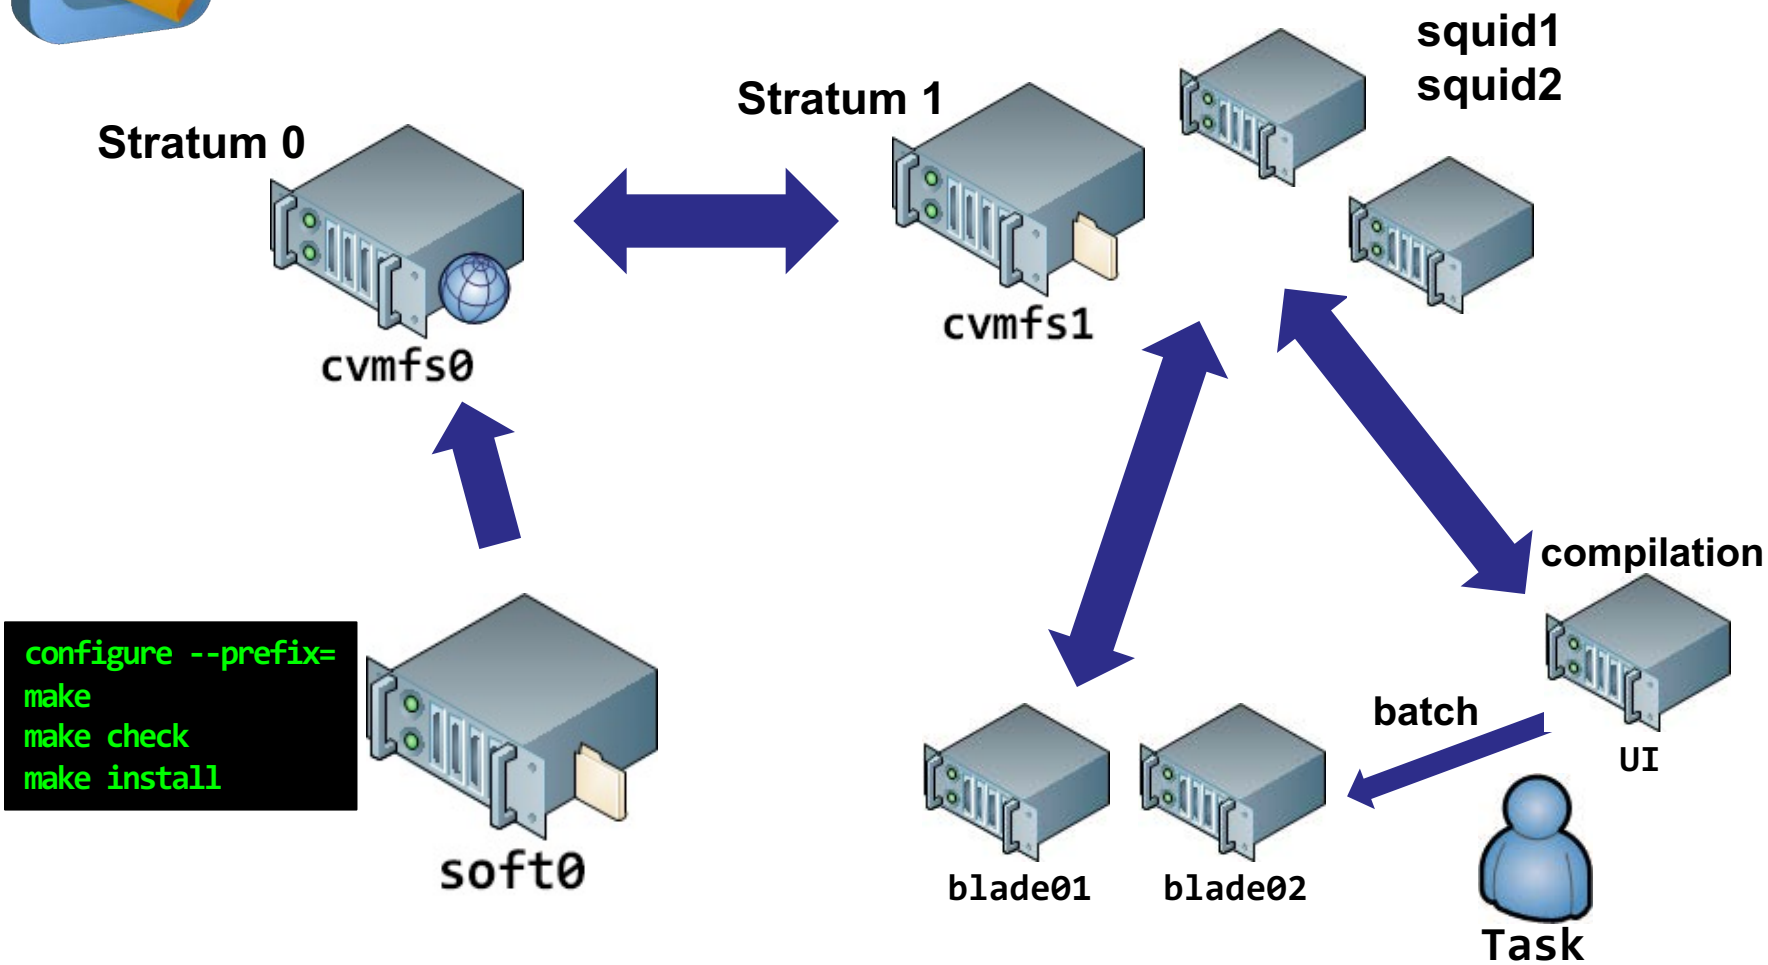 squid1
squid2
Stratum 1
Stratum 0
cvmfs1
cvmfs0
compilation
configure --prefix=
make
make check
make install
batch
UI
soft0
blade01
blade02
Task